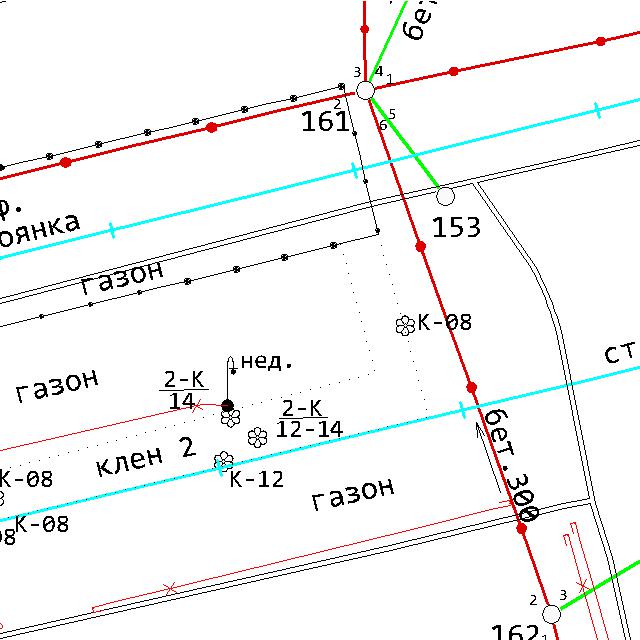 бе
3 4 1
2
161
5
6
ф.
оянка
153
газон
К-08
нед.
2-К
14
газон
2-К
12-14
ст
клен 2
бет.300
К-08
К-12
газон
08
К-08
2 3
162
1